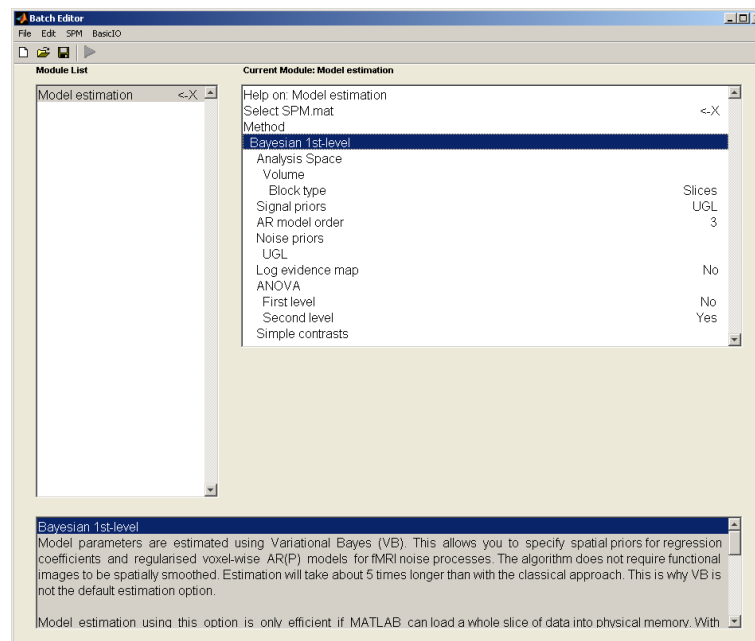 Batch Editor
File Edit SPM BasicIO
Module List
Model estimation <-X
Current Module: Model estimation
Help on: Model estimation
Select SPM.mat <-X
Method
Bayesian 1st-level
Analysis Space
Volume
Block type Slices
Signal priors UGL
AR model order 3
Noise priors
UGL
Log evidence map No
ANOVA
First level No
Second level Yes
Simple contrasts
Bayesian 1st-level
Model parameters are estimated using Variational Bayes (VB). This allows you to specify spatial priors for regression
coefficients and regularised voxel-wise AR(P) models for fMRI noise processes. The algorithm does not require functional
images to be spatially smoothed. Estimation will take about 5 times longer than with the classical approach. This is why VB is
not the default estimation option.
Model estimation using this option is only efficient if MATLAB can load a whole slice of data into physical memory. With